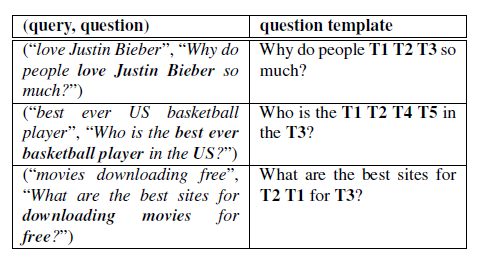 (query, question)
question template
("love Justin Bieber", "Why do
people love Justin Bieber so
much?")
Why do people T1 T2 T3 so
much?
("best ever US basketball
player", "Who is the best ever
basketball player in the US?")
Who is the T1 T2 T4 T5 in
the T3?
("movies downloading free",
"What are the best sites for
downloading movies for
free?")
What are the best sites for
T2 T1 for T3?